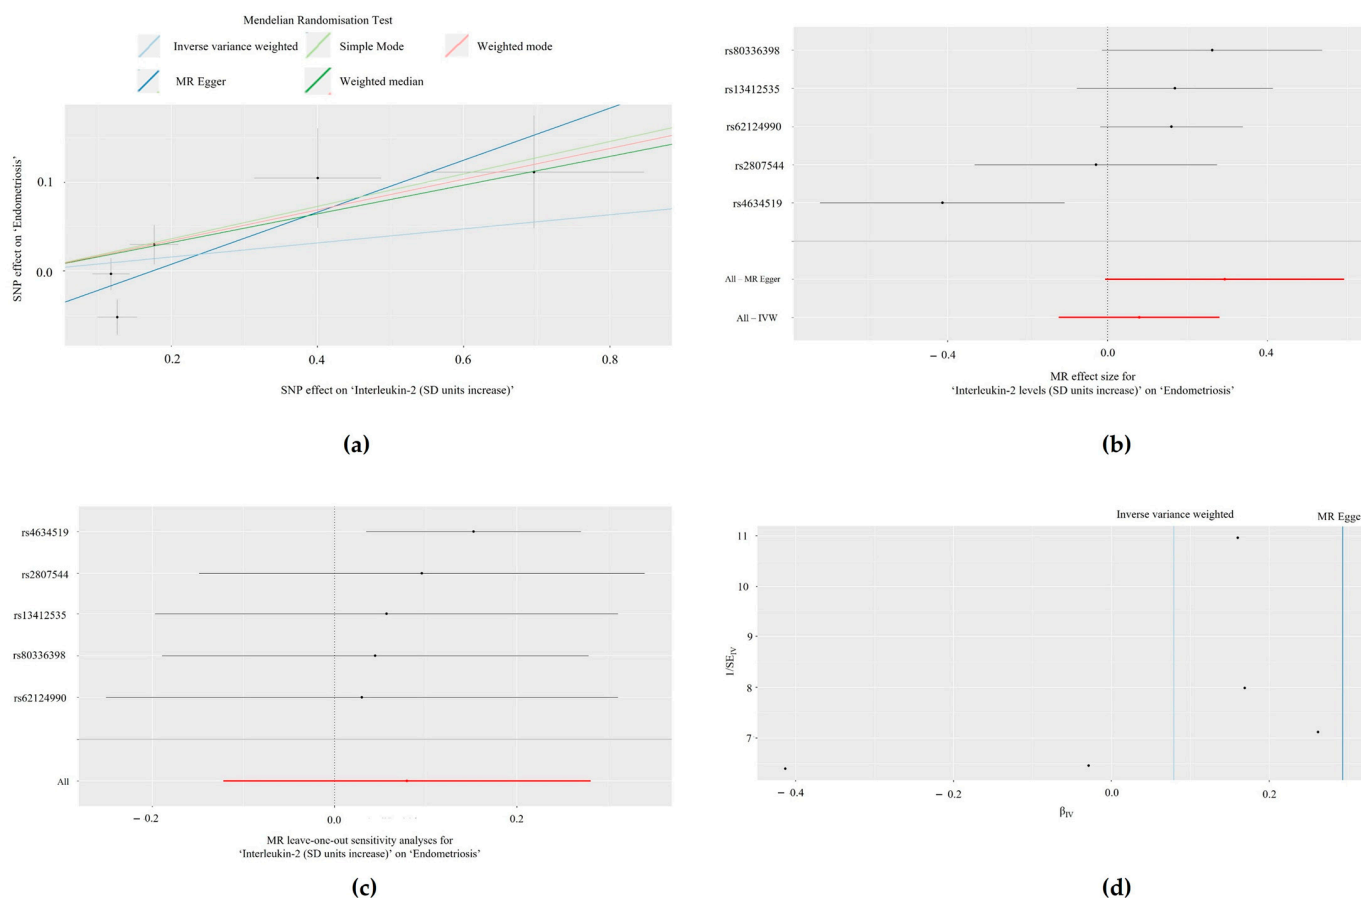 Mendelian Randomisation Test
Inverse variance weighted
Simple Mode
Weighted mode
MR Egger
Weighted median
SNP effect on ‘Endometriosis’
0.1
0.0
0.2
0.4
0.6
0.8
SNP effect on ‘Interleukin-2 (SD units increase)’
(a)
rs80336398
rs13412535
rs62124990
rs2807544
rs4634519
All – MR Egger
All – IVW
– 0.4
0.0
0.4
MR effect size for
‘Interleukin-2 levels (SD units increase)’ on ‘Endometriosis’
(b)
rs4634519
rs2807544
rs13412535
rs80336398
rs62124990
All
– 0.2
0.0
0.2
MR leave-one-out sensitivity analyses for
‘Interleukin-2 (SD units increase)’ on ‘Endometriosis’
(c)
Inverse variance weighted
MR Egge
11
10
9
8
7
1/SE_IV
– 0.4
– 0.2
0.0
0.2
β_IV
(d)